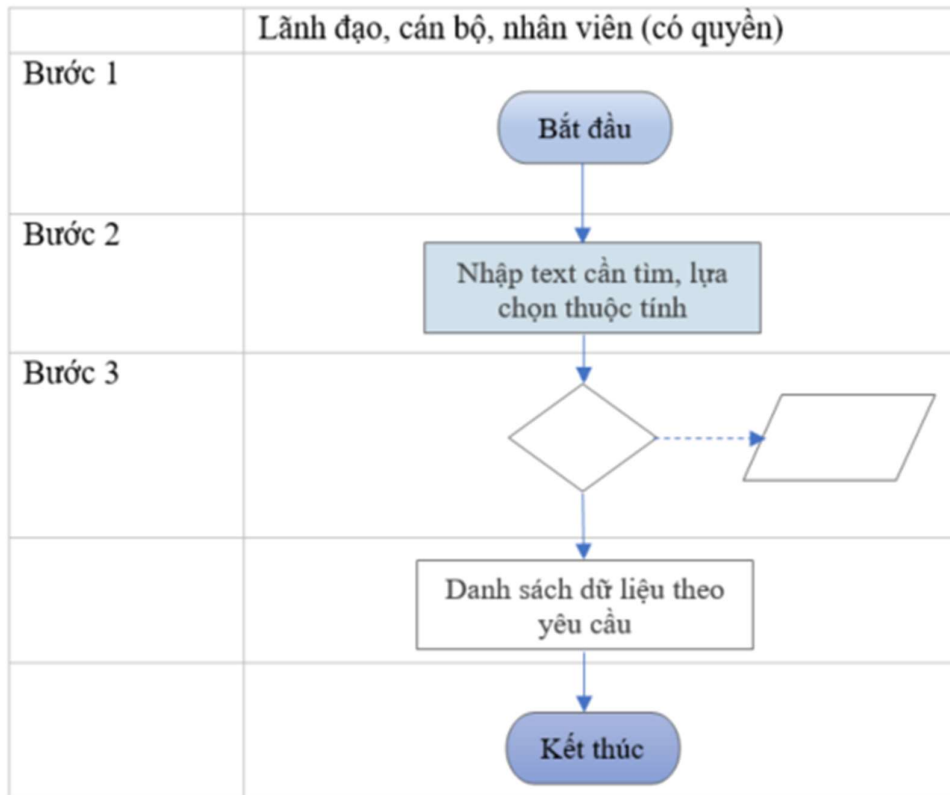 Lãnh đạo, cán bộ, nhân viên (có quyền)
Bước 1
Bắt đầu
Bước 2
Nhập text cần tìm, lựa
chọn thuộc tính
Bước 3
Danh sách dữ liệu theo
yêu cầu
Kết thúc